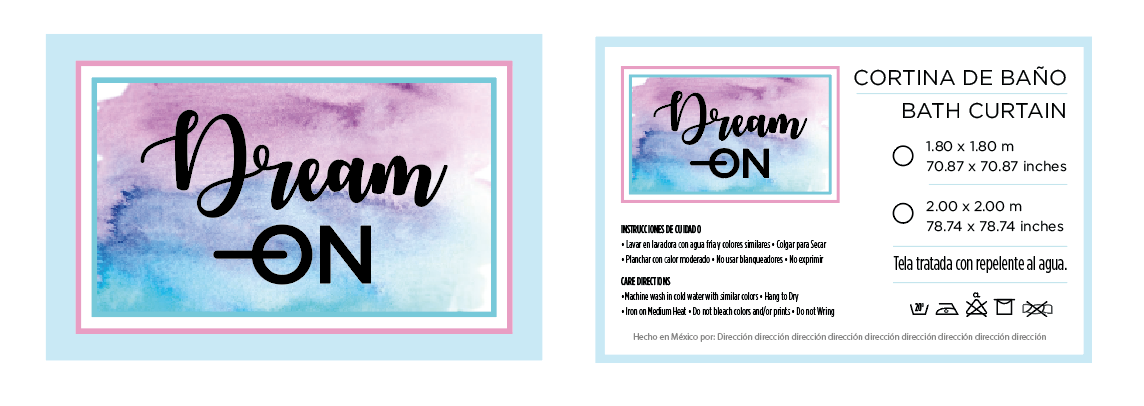 Dream
ON
Dream
ON
CORTINA DE BAÑO
BATH CURTAIN
1.80 x 1.80 m
70.87 x 70.87 inches
2.00 x 2.00 m
78.74 x 78.74 inches
Tela tratada con repelente al agua.
INSTRUCCIONES DE CUIDADO
• Lavar en lavadora con agua fria y colores similares • Colgar para Secar
• Planchar con calor moderado • No usar blanqueadores • No exprimir
CARE DIRECTIONS
•Machine wash in cold water with similar colors • Hang to Dry
• Iron on Medium Heat • Do not bleach colors and/or prints • Do not Wring
20°
Hecho en México por: Dirección dirección dirección dirección dirección dirección dirección dirección dirección